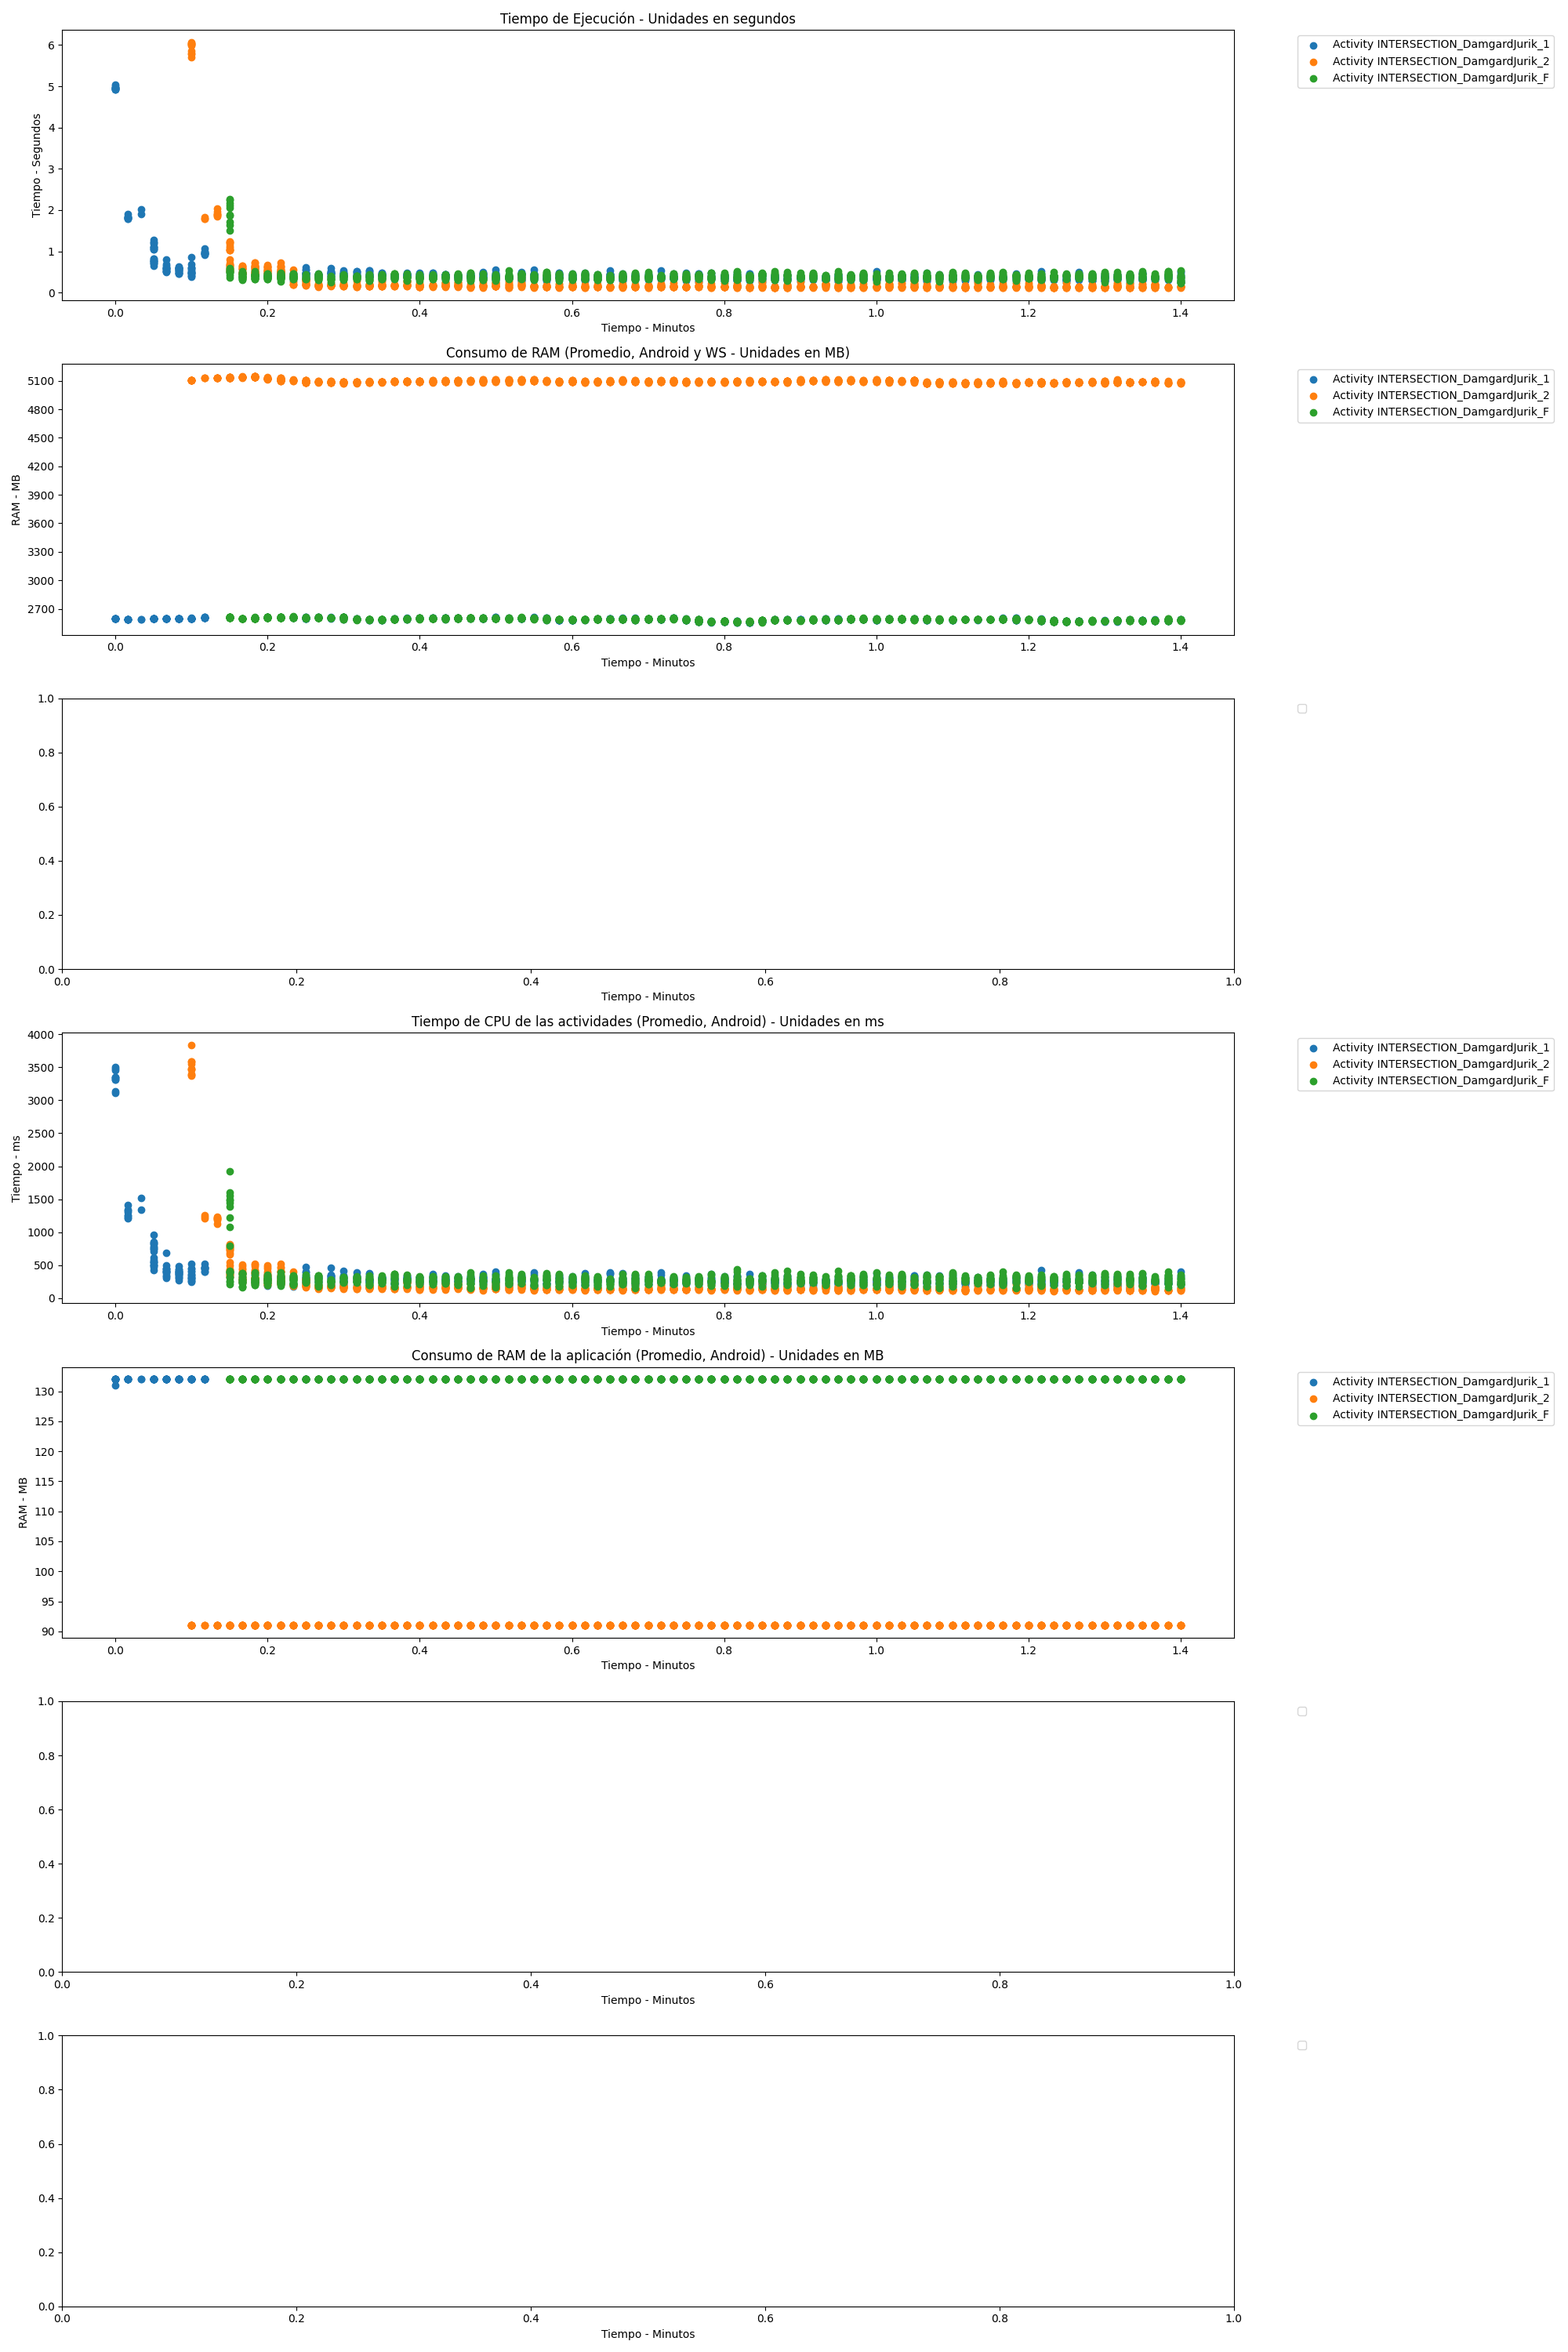 Tiempo de Ejecución - Unidades en segundos
Tiempo - Segundos
6
5
4
3
2
1
0
0.0 0.2 0.4 0.6 0.8 1.0 1.2 1.4
Tiempo - Minutos
Activity INTERSECTION_DamgardJurik_1
Activity INTERSECTION_DamgardJurik_2
Activity INTERSECTION_DamgardJurik_F
Consumo de RAM (Promedio, Android y WS - Unidades en MB)
RAM - MB
5100
4800
4500
4200
3900
3600
3300
3000
2700
0.0 0.2 0.4 0.6 0.8 1.0 1.2 1.4
Tiempo - Minutos
Activity INTERSECTION_DamgardJurik_1
Activity INTERSECTION_DamgardJurik_2
Activity INTERSECTION_DamgardJurik_F
1.0
0.8
0.6
0.4
0.2
0.0
0.0 0.2 0.4 0.6 0.8 1.0
Tiempo - Minutos
Tiempo de CPU de las actividades (Promedio, Android) - Unidades en ms
Tiempo - ms
4000
3500
3000
2500
2000
1500
1000
500
0
0.0 0.2 0.4 0.6 0.8 1.0 1.2 1.4
Tiempo - Minutos
Activity INTERSECTION_DamgardJurik_1
Activity INTERSECTION_DamgardJurik_2
Activity INTERSECTION_DamgardJurik_F
Consumo de RAM de la aplicación (Promedio, Android) - Unidades en MB
RAM - MB
130
125
120
115
110
105
100
95
90
0.0 0.2 0.4 0.6 0.8 1.0 1.2 1.4
Tiempo - Minutos
Activity INTERSECTION_DamgardJurik_1
Activity INTERSECTION_DamgardJurik_2
Activity INTERSECTION_DamgardJurik_F
1.0
0.8
0.6
0.4
0.2
0.0
0.0 0.2 0.4 0.6 0.8 1.0
Tiempo - Minutos
1.0
0.8
0.6
0.4
0.2
0.0
0.0 0.2 0.4 0.6 0.8 1.0
Tiempo - Minutos